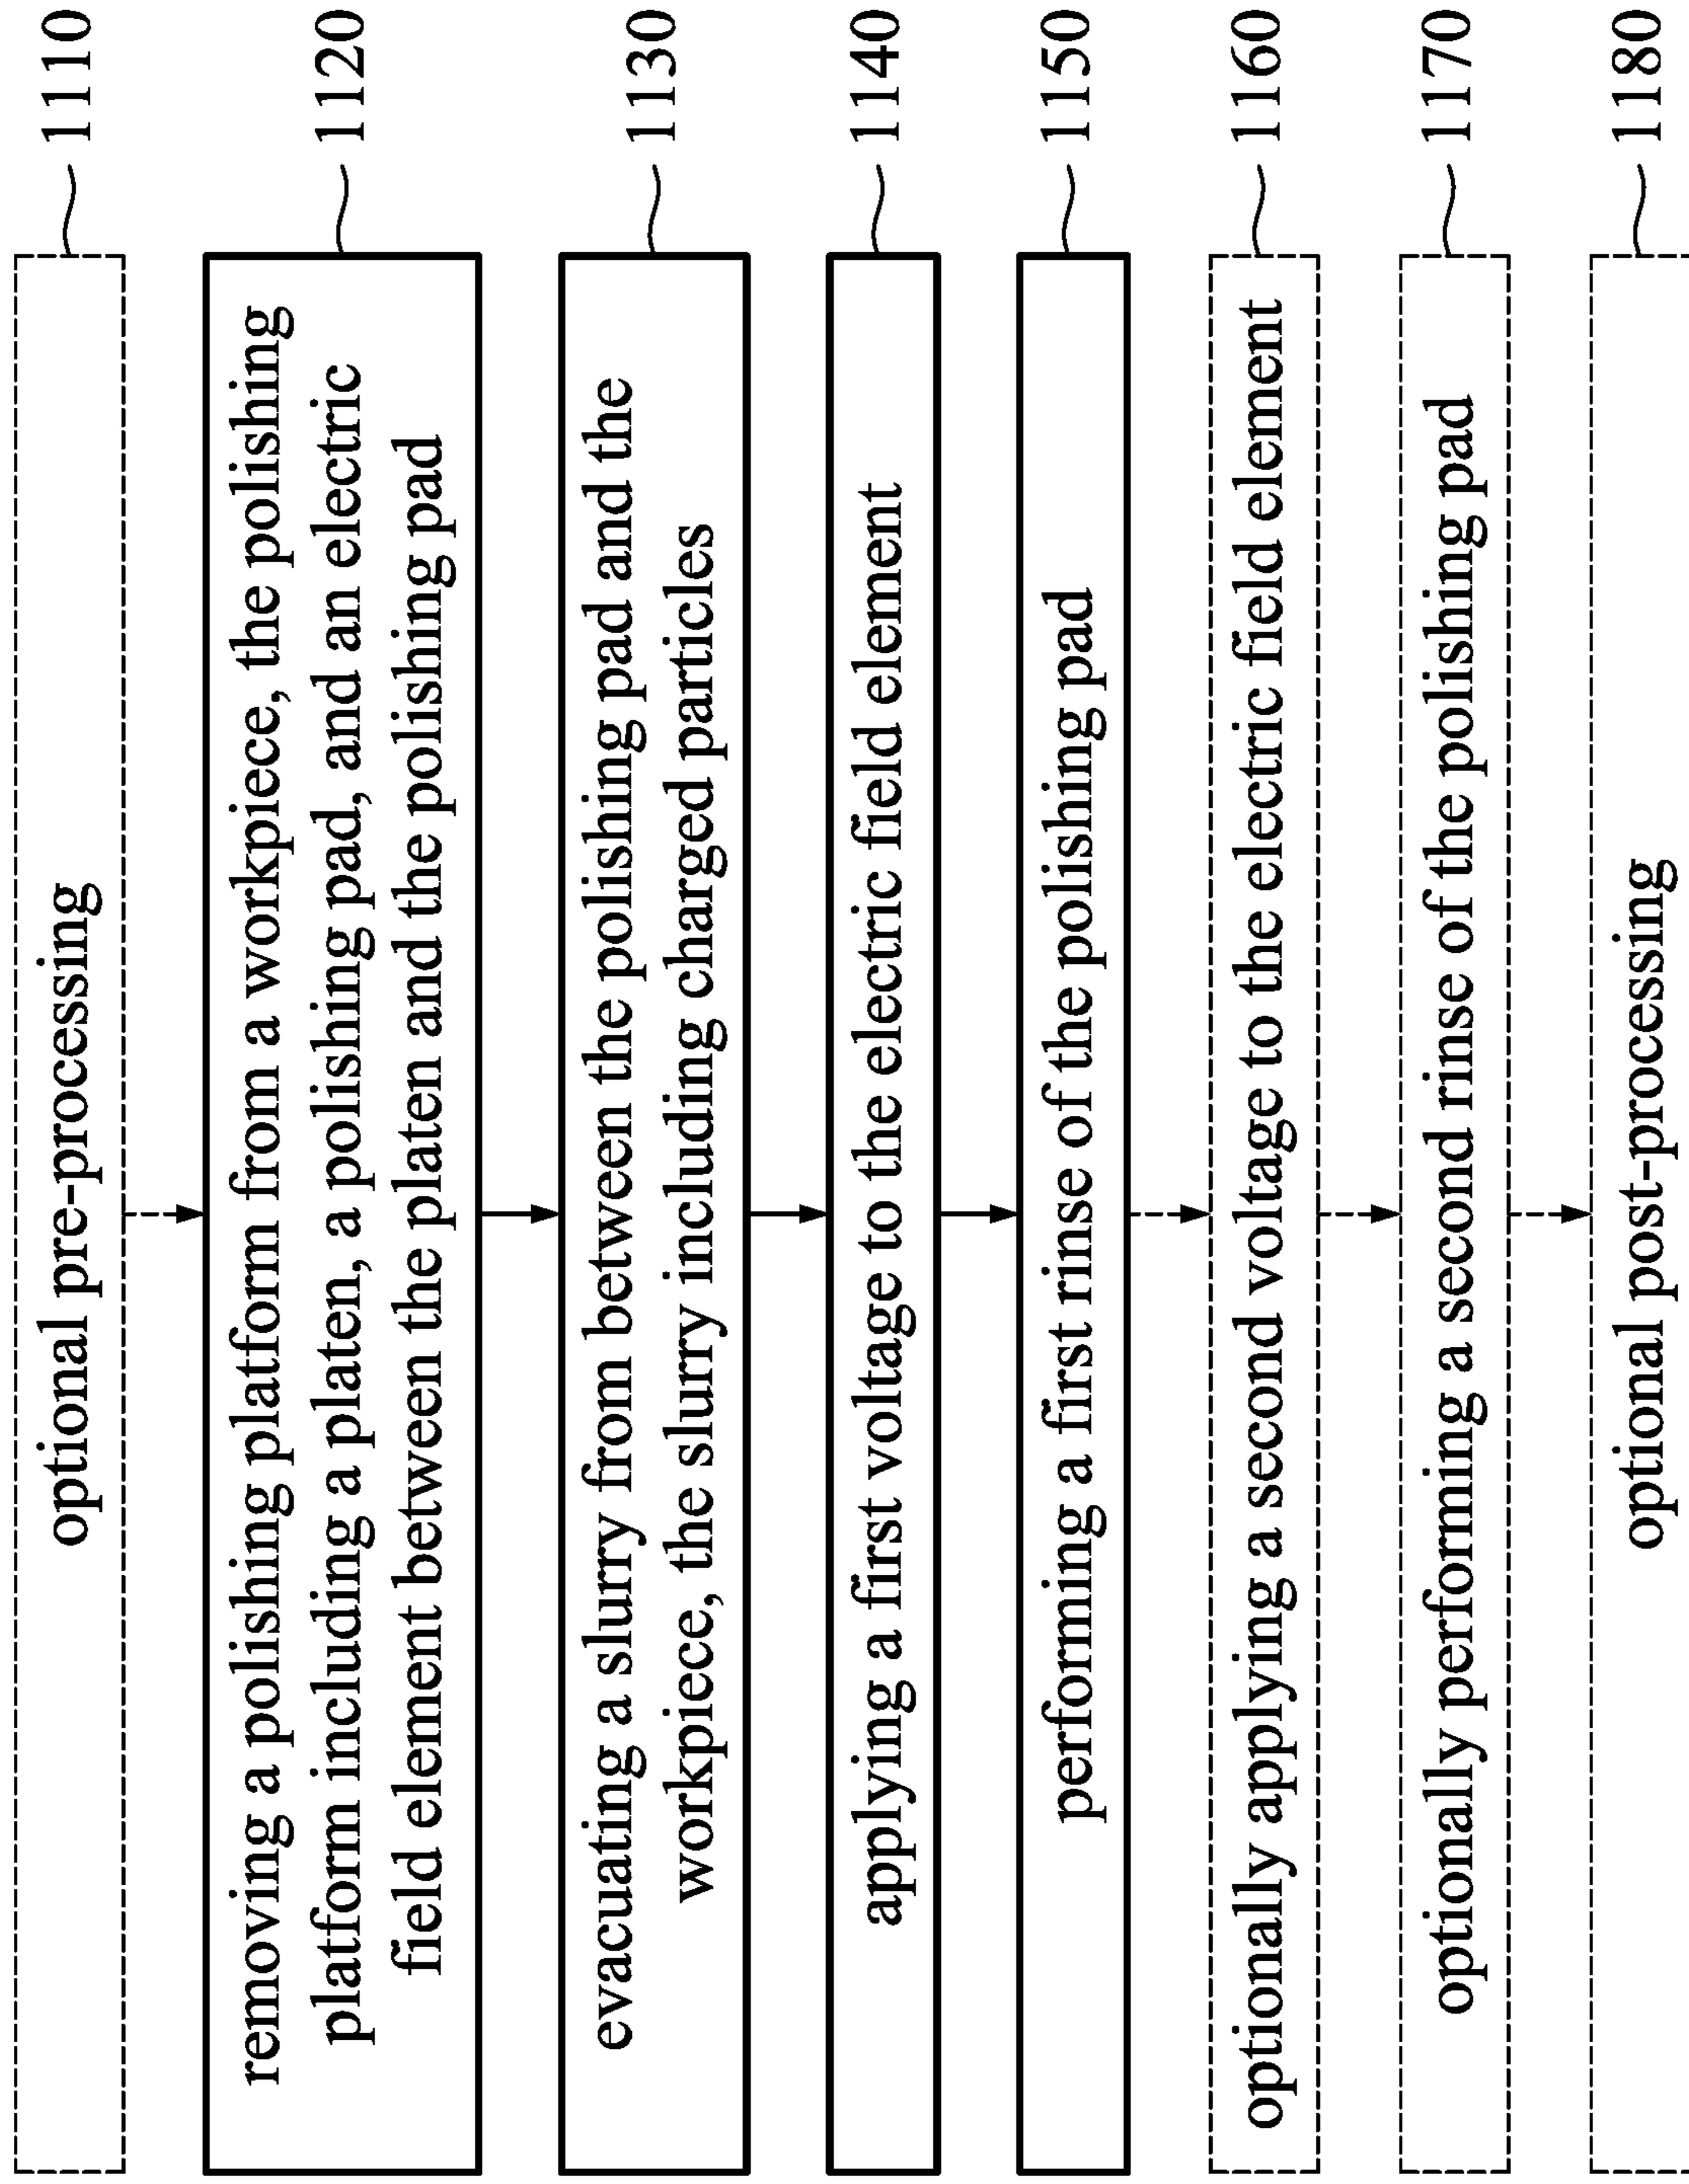 optional pre-processing
1110
removing a polishing platform from a workpiece, the polishing
platform including a platen, a polishing pad, and an electric
field element between the platen and the polishing pad
1120
evacuating a slurry from between the polishing pad and the
workpiece, the slurry including charged particles
1130
applying a first voltage to the electric field element
1140
performing a first rinse of the polishing pad
1150
optionally applying a second voltage to the electric field element
1160
optionally performing a second rinse of the polishing pad
1170
optional post-processing
1180